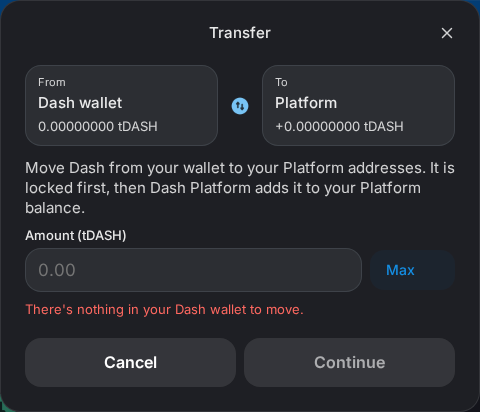 Transfer
From
Dash wallet
0.00000000 tDASH
To
Platform
+0.00000000 tDASH
Move Dash from your wallet to your Platform addresses. It is
locked first, then Dash Platform adds it to your Platform
balance.
Amount (tDASH)
0.00
Max
There's nothing in your Dash wallet to move.
Cancel
Continue